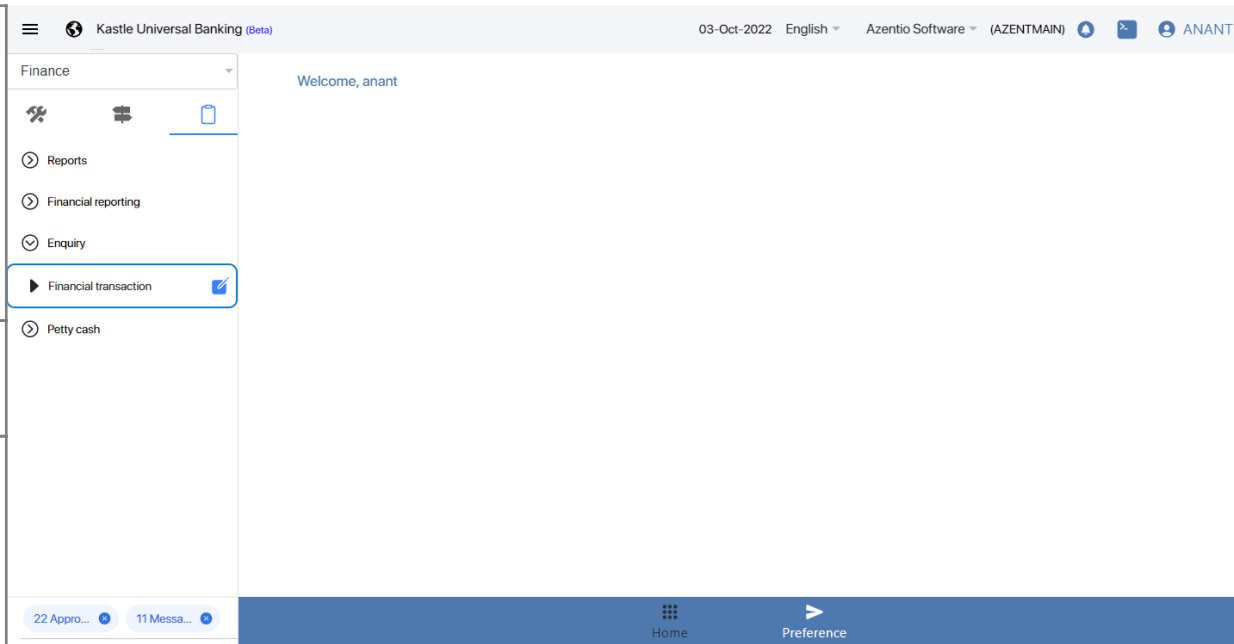 Kastle Universal Banking (Beta) 03-Oct-2022 English Azentio Software (AZENTMAIN) ANANT
Finance
Welcome, anant
Reports
Financial reporting
Enquiry
Financial transaction
Petty cash
22 Appro... 11 Messa...
Home Preference